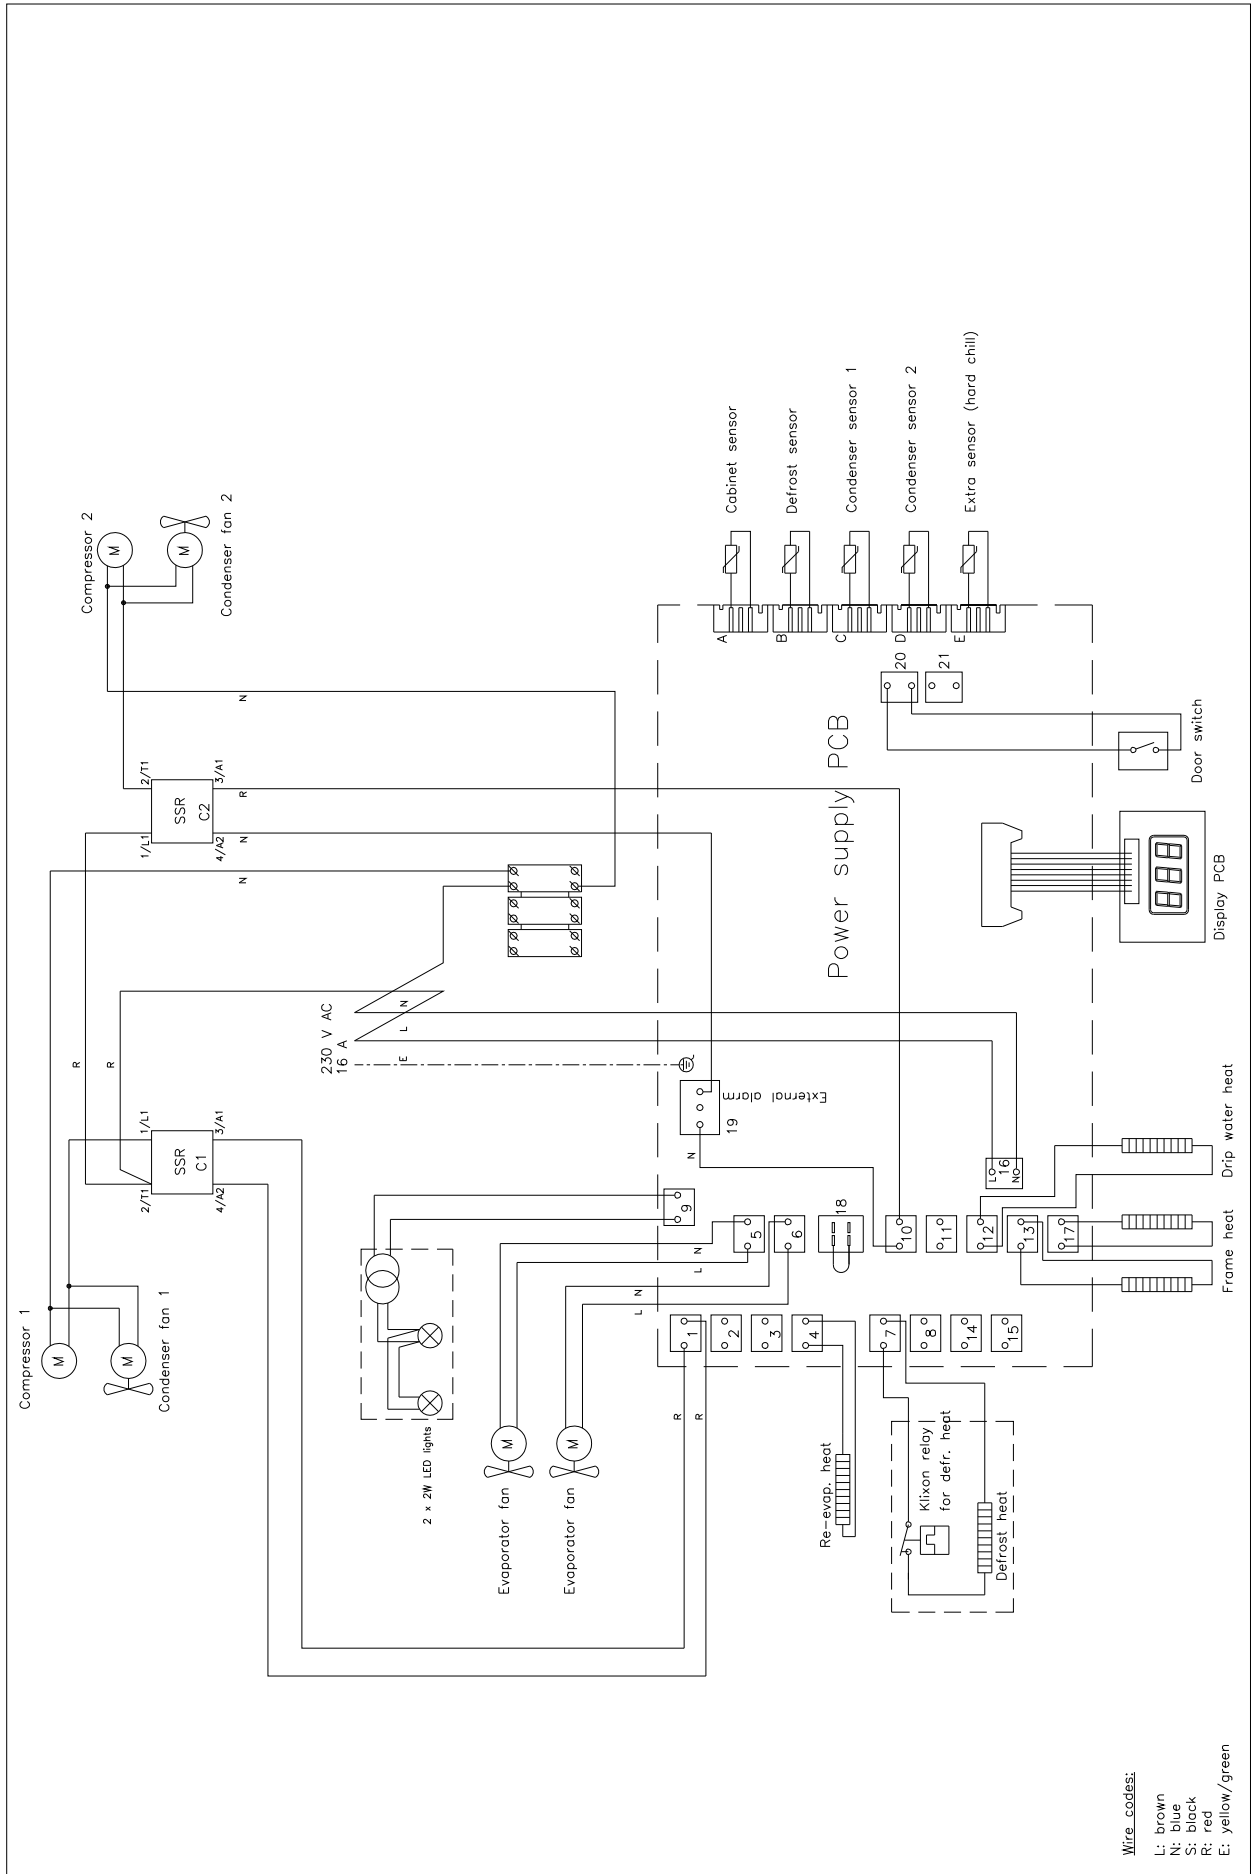 Compressor 1
M
Condenser fan 1
M
Compressor 2
M
Condenser fan 2
M
SSR
C1
2/T1
1/L1
4/A2
3/A1
SSR
C2
1/L1
2/T1
4/A2
3/A1
R
R
N
N
R
N
230 V AC
16 A
E
L
N
2 x 2W LED lights
Evaporator fan
M
Evaporator fan
M
L
N
L
N
R
R
N
Re-evap. heat
Klixon relay
for defr. heat
Defrost heat
External alarm
19
9
5
6
18
10
11
12
13
17
16
L
N
1
2
3
4
7
8
14
15
Power supply PCB
20
21
A
B
C
D
E
Cabinet sensor
Defrost sensor
Condenser sensor 1
Condenser sensor 2
Extra sensor (hard chill)
Door switch
Display PCB
Drip water heat
Frame heat
Wire codes:
L: brown
N: blue
S: black
R: red
E: yellow/green